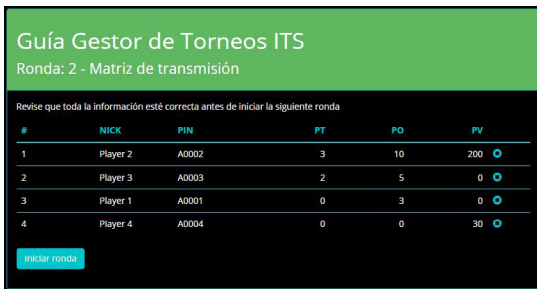 Guía Gestor de Torneos ITS
Ronda: 2 - Matriz de transmisión
Revise que toda la información esté correcta antes de iniciar la siguiente ronda
# NICK PIN PT PO PV
1 Player 2 A0002 3 10 200
2 Player 3 A0003 2 5 0
3 Player 1 A0001 0 3 0
4 Player 4 A0004 0 0 30
Iniciar ronda